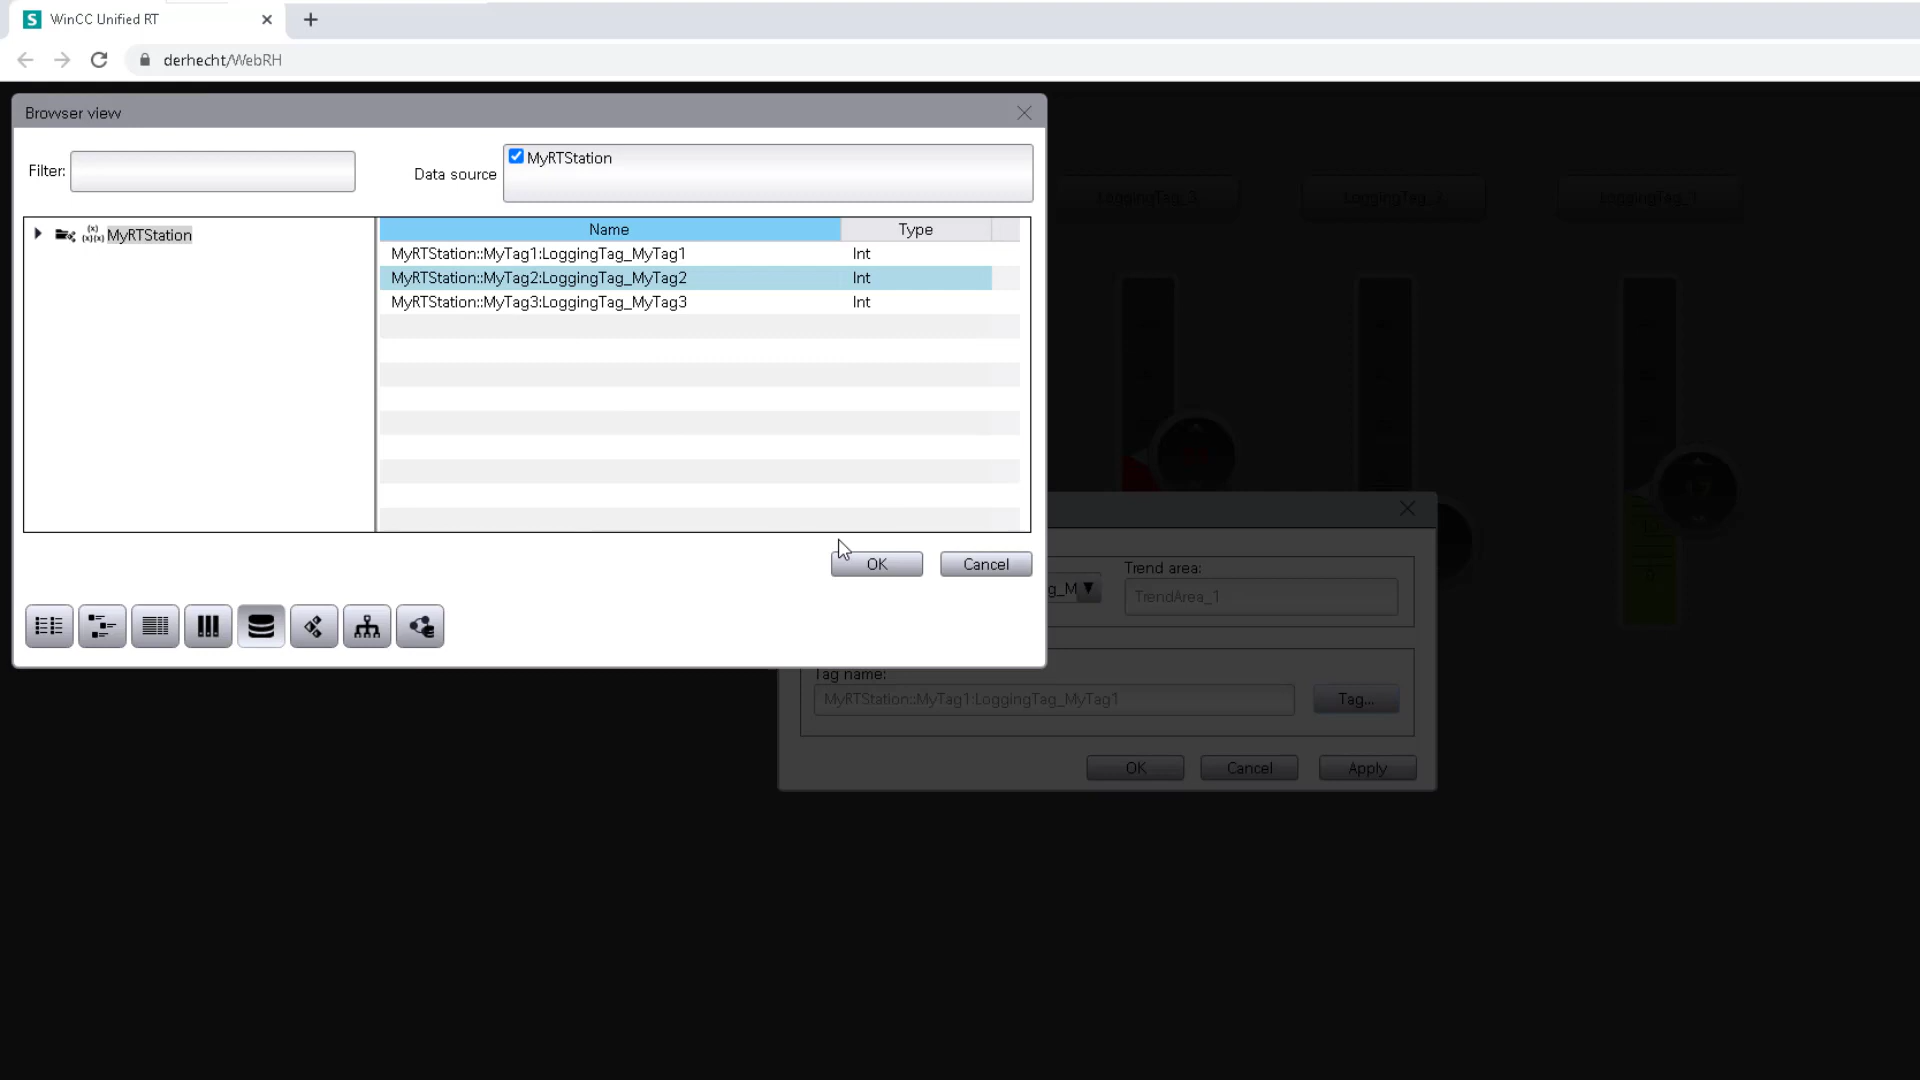 S WinCC Unified RT
derhecht/WebRH
Browser view
Filter:
Data source
MyRTStation
MyRTStation
Name Type
MyRTStation::MyTag1:LoggingTag_MyTag1 Int
MyRTStation::MyTag2:LoggingTag_MyTag2 Int
MyRTStation::MyTag3:LoggingTag_MyTag3 Int
OK Cancel
g_M
Trend area:
TrendArea_1
Tag name:
MyRTStation::MyTag1:LoggingTag_MyTag1
Tag...
OK Cancel Apply